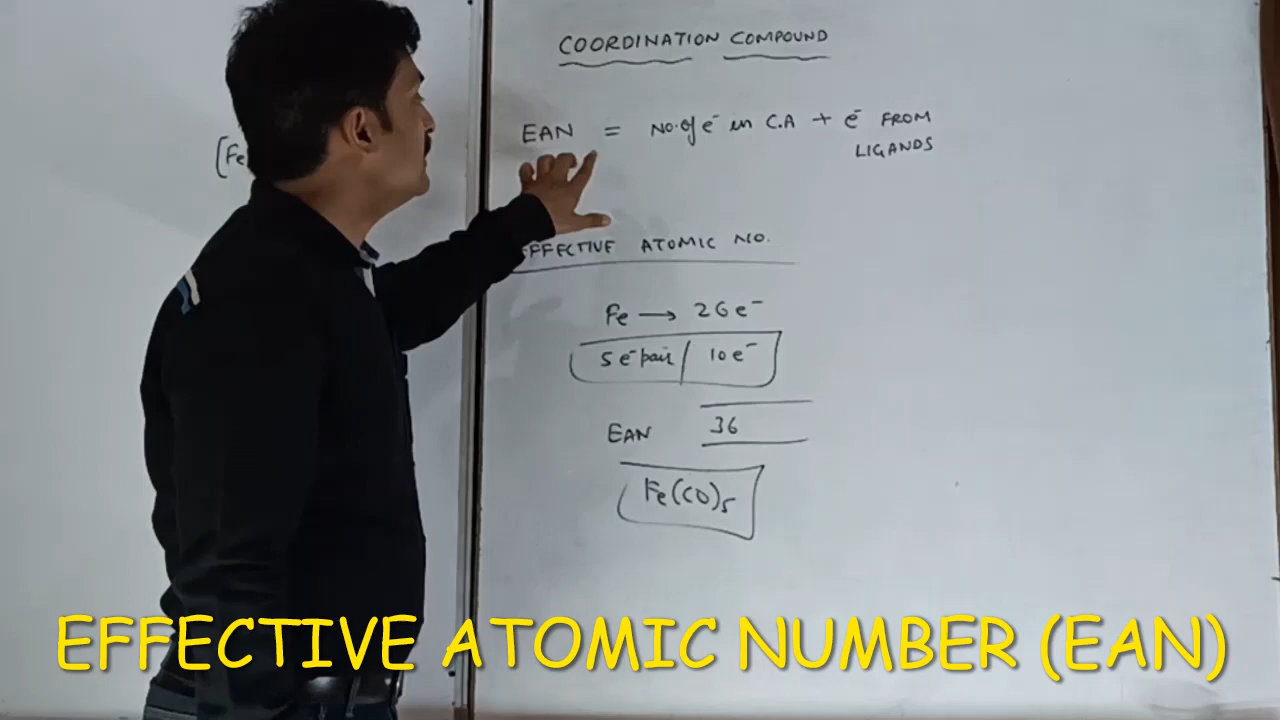 COORDINATION COMPOUND
EAN = NO. of e⁻ in C.A + e⁻ FROM
LIGANDS
[Fe
EFFECTIVE ATOMIC NO.
Fe → 26 e⁻
5 e⁻ pair / 10 e⁻
EAN 36
Fe(CO)₅
EFFECTIVE ATOMIC NUMBER (EAN)